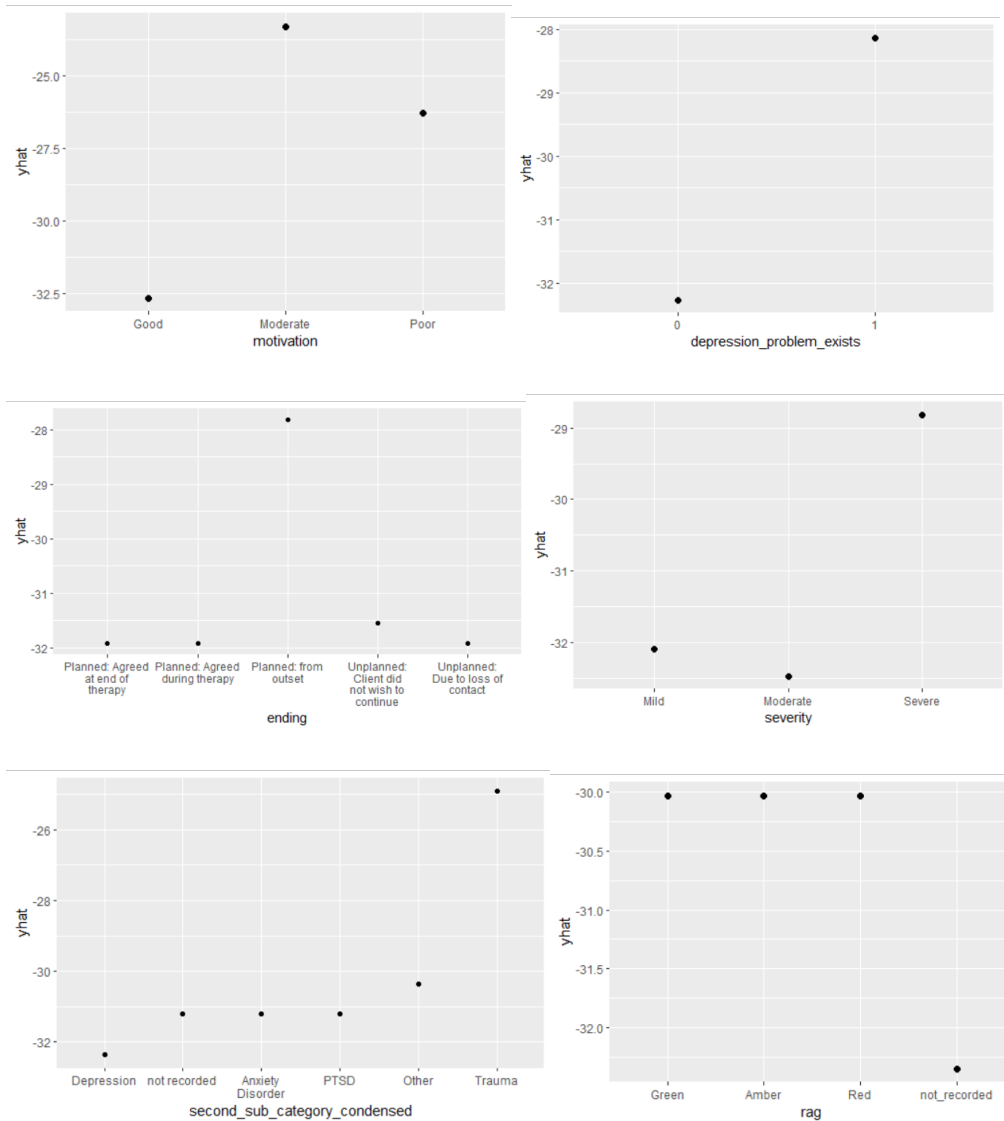 -25.0
-27.5
-30.0
-32.5
yhat
Good Moderate Poor
motivation
-28
-29
-30
-31
-32
yhat
0 1
depression_problem_exists
-28
-29
-30
-31
-32
yhat
Planned: Agreed at end of therapy
Planned: Agreed during therapy
Planned: from outset
Unplanned: Client did not wish to continue
Unplanned: Due to loss of contact
ending
-29
-30
-31
-32
yhat
Mild Moderate Severe
severity
-26
-28
-30
-32
yhat
Depression not recorded Anxiety Disorder PTSD Other Trauma
second_sub_category_condensed
-30.0
-30.5
-31.0
-31.5
-32.0
yhat
Green Amber Red not_recorded
rag